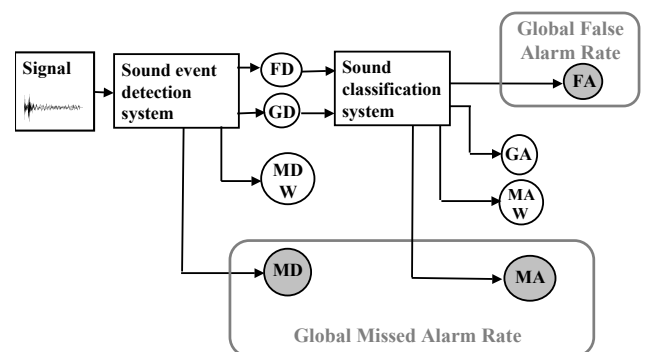 Global False
Alarm Rate
Signal
Sound event
detection
system
FD
GD
Sound
classification
system
FA
GA
MD
W
MA
W
MD
MA
Global Missed Alarm Rate